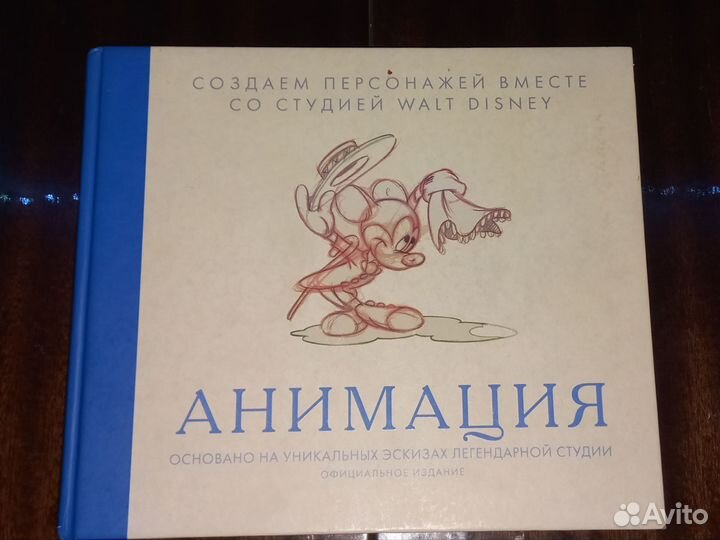 СОЗДАЕМ ПЕРСОНАЖЕЙ ВМЕСТЕ
СО СТУДИЕЙ WALT DISNEY
АНИМАЦИЯ
ОСНОВАНО НА УНИКАЛЬНЫХ ЭСКИЗАХ ЛЕГЕНДАРНОЙ СТУДИИ
ОФИЦИАЛЬНОЕ ИЗДАНИЕ
Avito